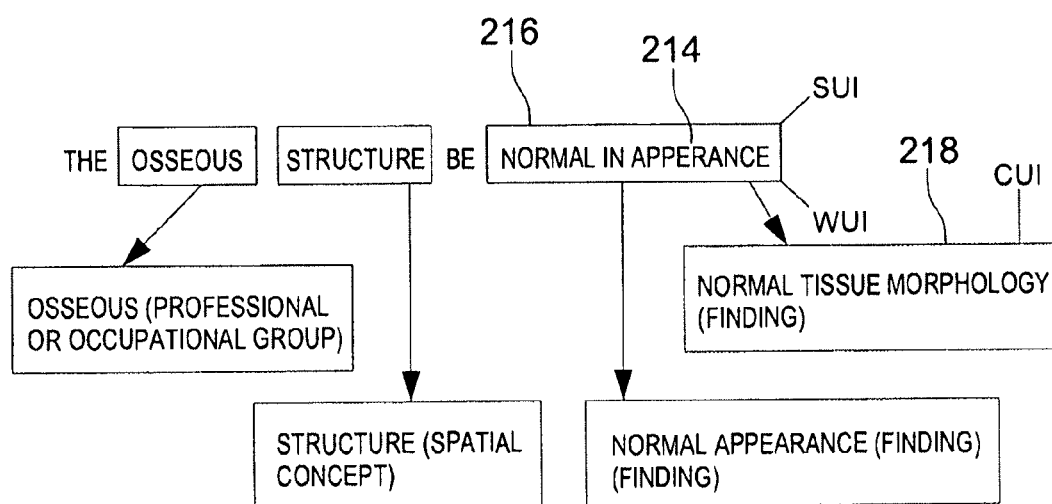 216
214
SUI
THE OSSEOUS STRUCTURE BE NORMAL IN APPERANCE
218
CUI
WUI
NORMAL TISSUE MORPHOLOGY
(FINDING)
OSSEOUS (PROFESSIONAL
OR OCCUPATIONAL GROUP)
STRUCTURE (SPATIAL
CONCEPT)
NORMAL APPEARANCE (FINDING)
(FINDING)